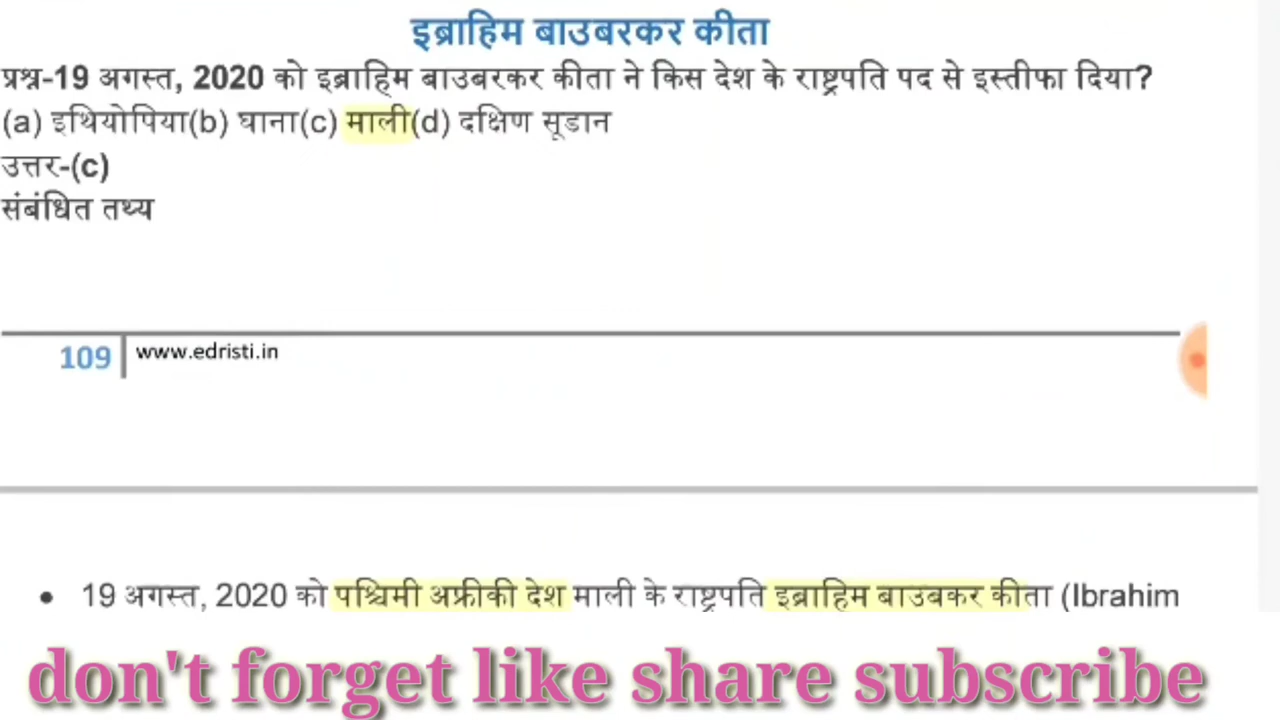 इब्राहिम बाउबरकर कीता
प्रश्न-19 अगस्त, 2020 को इब्राहिम बाउबरकर कीता ने किस देश के राष्ट्रपति पद से इस्तीफा दिया?
(a) इथियोपिया(b) घाना(c) माली(d) दक्षिण सूडान
उत्तर-(c)
संबंधित तथ्य
109 www.edristi.in
• 19 अगस्त, 2020 को पश्चिमी अफ्रीकी देश माली के राष्ट्रपति इब्राहिम बाउबकर कीता (Ibrahim
don't forget like share subscribe